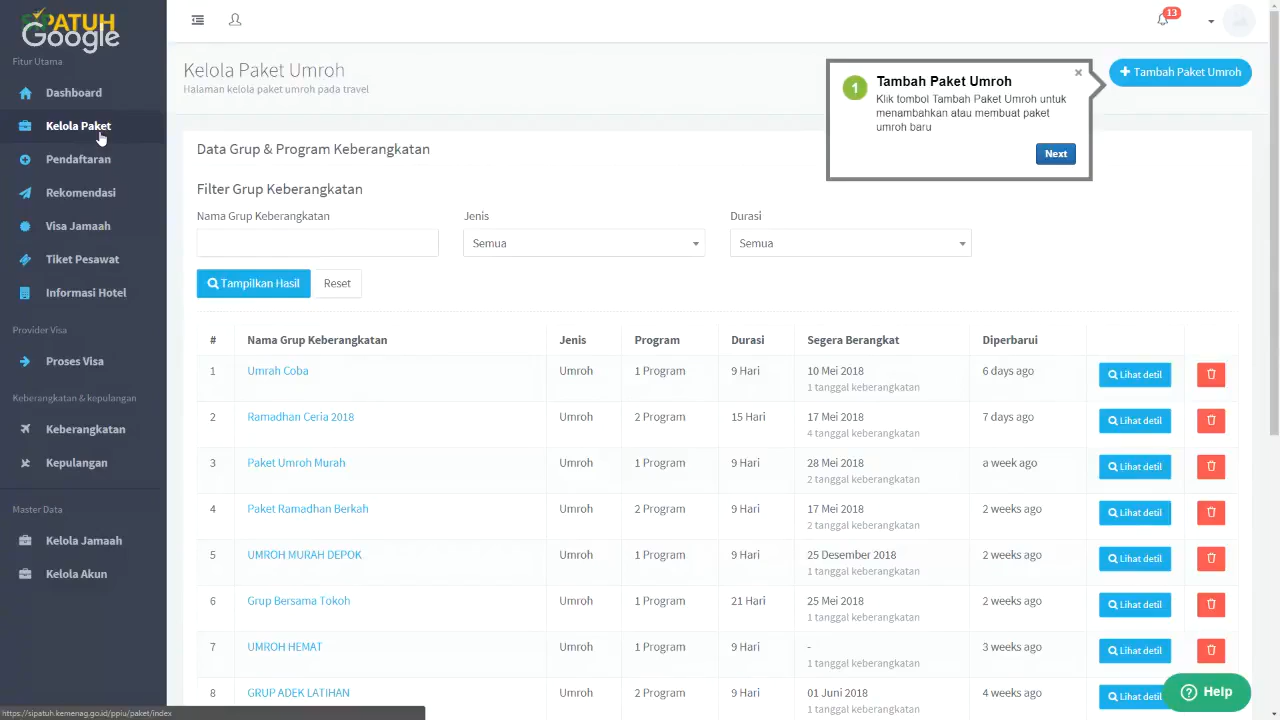 SIPATUH
Google
Fitur Utama
Dashboard
Kelola Paket
Pendaftaran
Rekomendasi
Visa Jamaah
Tiket Pesawat
Informasi Hotel
Provider Visa
Proses Visa
Keberangkatan & kepulangan
Keberangkatan
Kepulangan
Master Data
Kelola Jamaah
Kelola Akun
https://sipatuh.kemenag.go.id/ppiu/paket/index
13
Kelola Paket Umroh
Halaman kelola paket umroh pada travel
+ Tambah Paket Umroh
1
Tambah Paket Umroh
×
Klik tombol Tambah Paket Umroh untuk
menambahkan atau membuat paket
umroh baru
Next
Data Grup & Program Keberangkatan
Filter Grup Keberangkatan
Nama Grup Keberangkatan Jenis Durasi
Semua Semua
Tampilkan Hasil Reset
# Nama Grup Keberangkatan Jenis Program Durasi Segera Berangkat Diperbarui
1 Umrah Coba Umroh 1 Program 9 Hari 10 Mei 2018 6 days ago Lihat detil
1 tanggal keberangkatan
2 Ramadhan Ceria 2018 Umroh 2 Program 15 Hari 17 Mei 2018 7 days ago Lihat detil
4 tanggal keberangkatan
3 Paket Umroh Murah Umroh 1 Program 9 Hari 28 Mei 2018 a week ago Lihat detil
2 tanggal keberangkatan
4 Paket Ramadhan Berkah Umroh 2 Program 9 Hari 17 Mei 2018 2 weeks ago Lihat detil
2 tanggal keberangkatan
5 UMROH MURAH DEPOK Umroh 1 Program 9 Hari 25 Desember 2018 2 weeks ago Lihat detil
1 tanggal keberangkatan
6 Grup Bersama Tokoh Umroh 1 Program 21 Hari 25 Mei 2018 2 weeks ago Lihat detil
1 tanggal keberangkatan
7 UMROH HEMAT Umroh 1 Program 9 Hari - 3 weeks ago Lihat detil
1 tanggal keberangkatan
8 GRUP ADEK LATIHAN Umroh 2 Program 9 Hari 01 Juni 2018 4 weeks ago Lihat detil
1 tanggal keberangkatan
Help